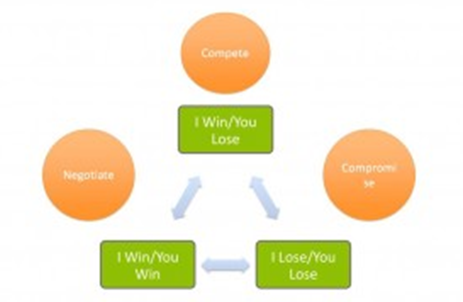 Compete
I Win/You
Lose
Negotiate
Compromi
se
I Win/You
Win
I Lose/You
Lose